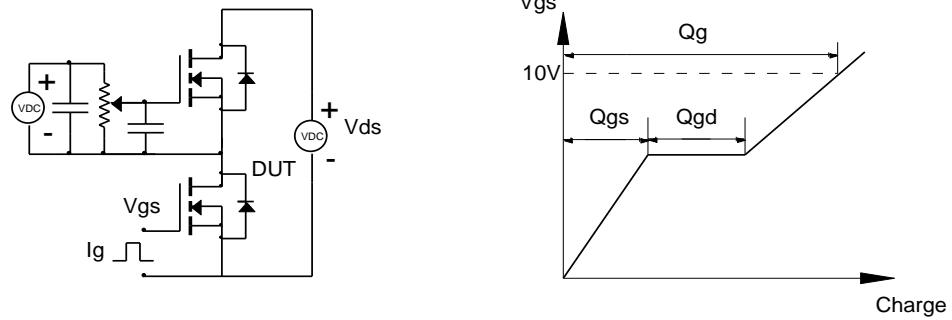 +
VDC
-
+
VDC
-
Vds
DUT
Vgs
Ig
Vgs
Qg
10V
Qgs
Qgd
Charge